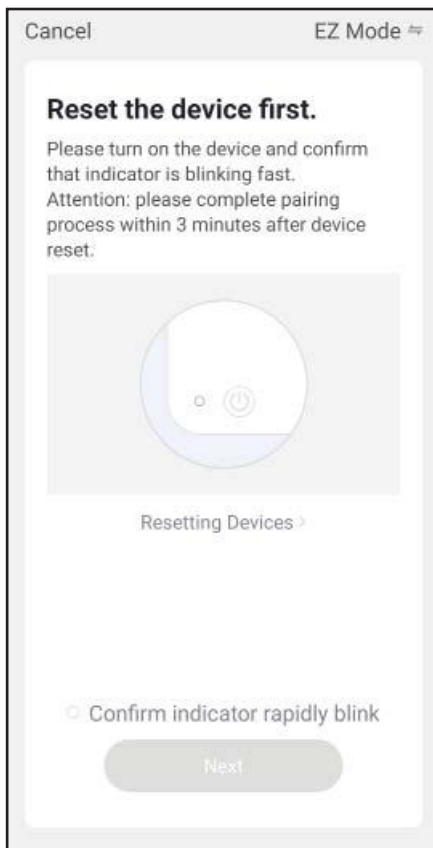 Cancel
EZ Mode ⇋
Reset the device first.
Please turn on the device and confirm
that indicator is blinking fast.
Attention: please complete pairing
process within 3 minutes after device
reset.
Resetting Devices >
Confirm indicator rapidly blink
Next